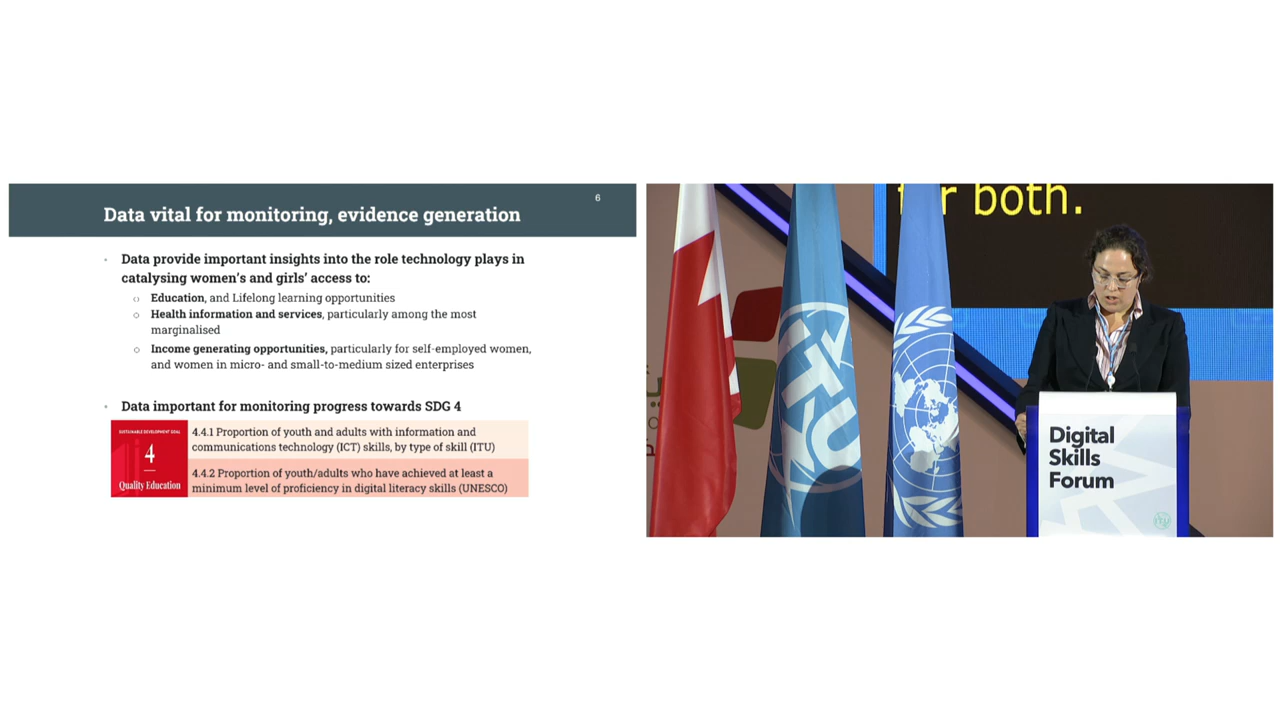 6
Data vital for monitoring, evidence generation
Data provide important insights into the role technology plays in
catalysing women's and girls' access to:
Education, and Lifelong learning opportunities
Health information and services, particularly among the most
marginalised
Income generating opportunities, particularly for self-employed women,
and women in micro- and small-to-medium sized enterprises
Data important for monitoring progress towards SDG 4
SUSTAINABLE DEVELOPMENT GOAL
4
Quality Education
4.4.1 Proportion of youth and adults with information and
communications technology (ICT) skills, by type of skill (ITU)
4.4.2 Proportion of youth/adults who have achieved at least a
minimum level of proficiency in digital literacy skills (UNESCO)
for both.
ITU
Digital
Skills
Forum
ITU